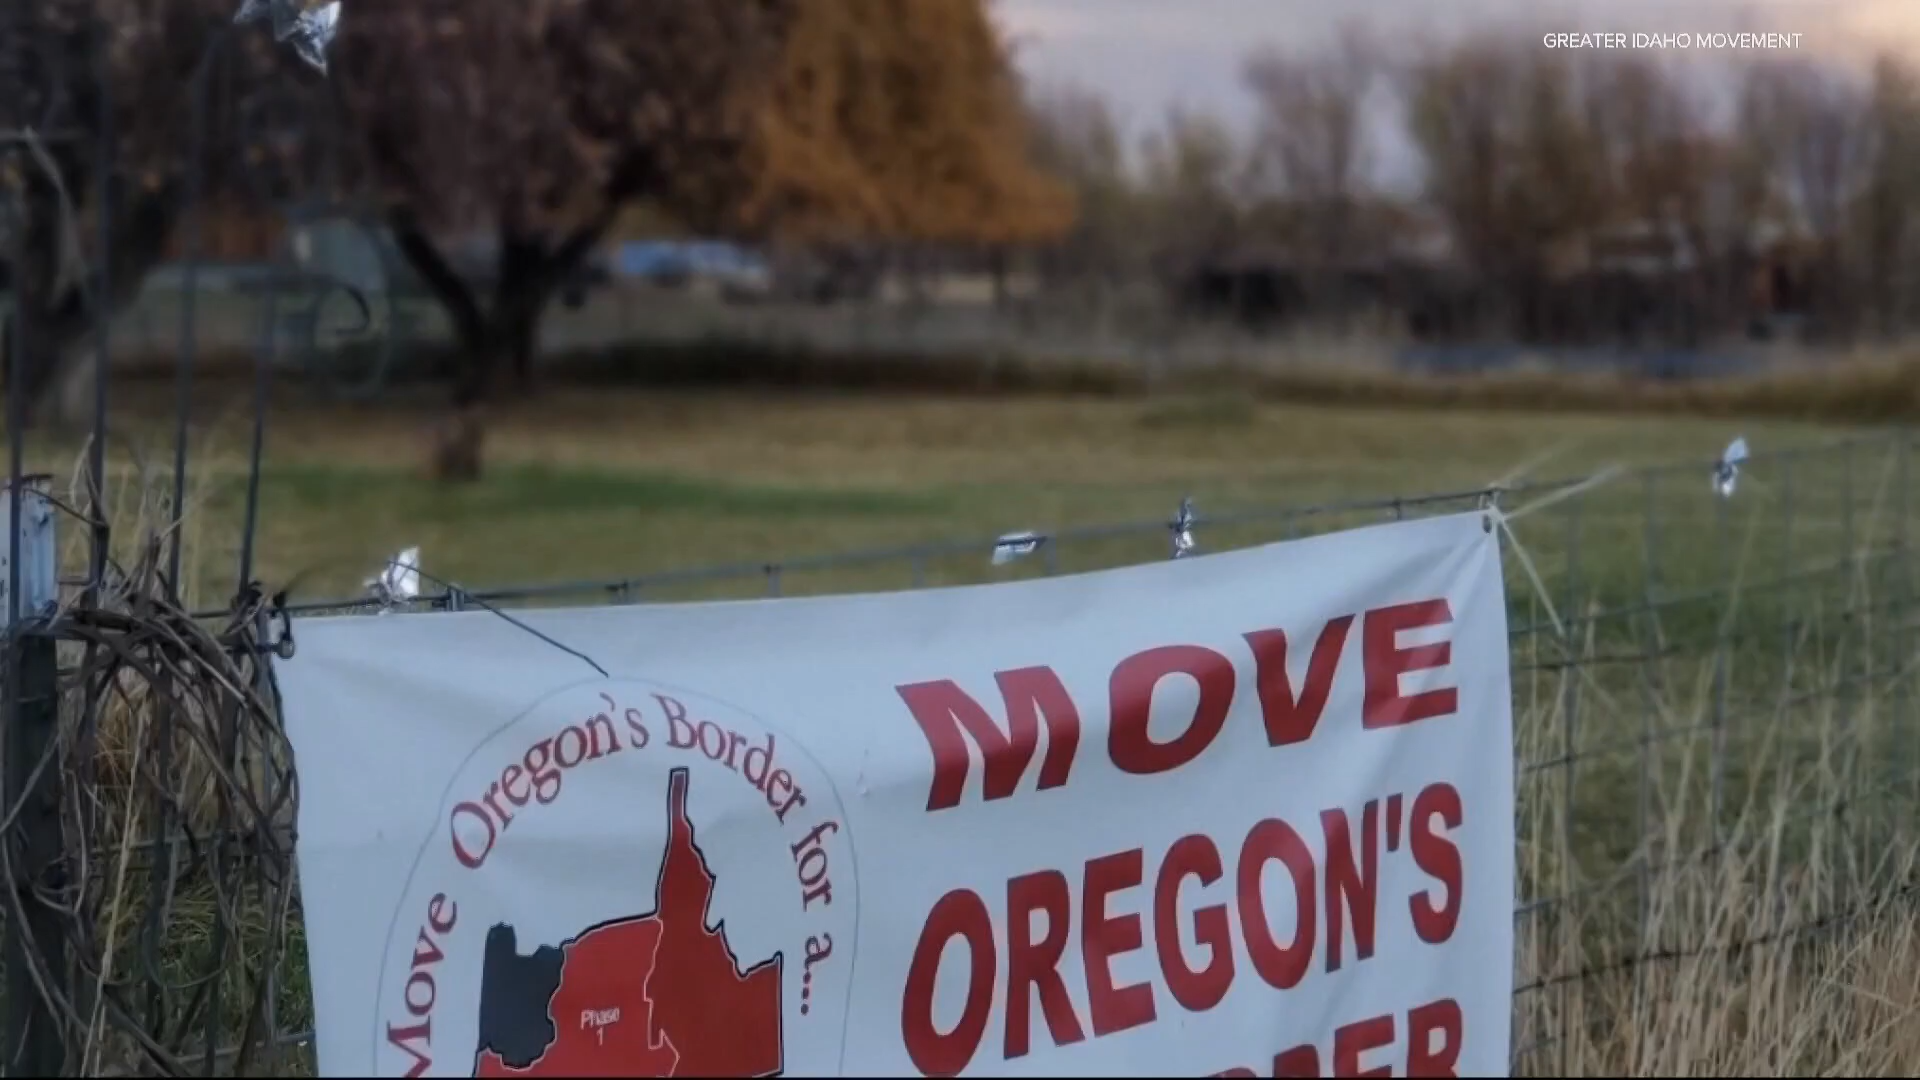 GREATER IDAHO MOVEMENT
Move Oregon's Border for a....
Phase
1
MOVE
OREGON'S